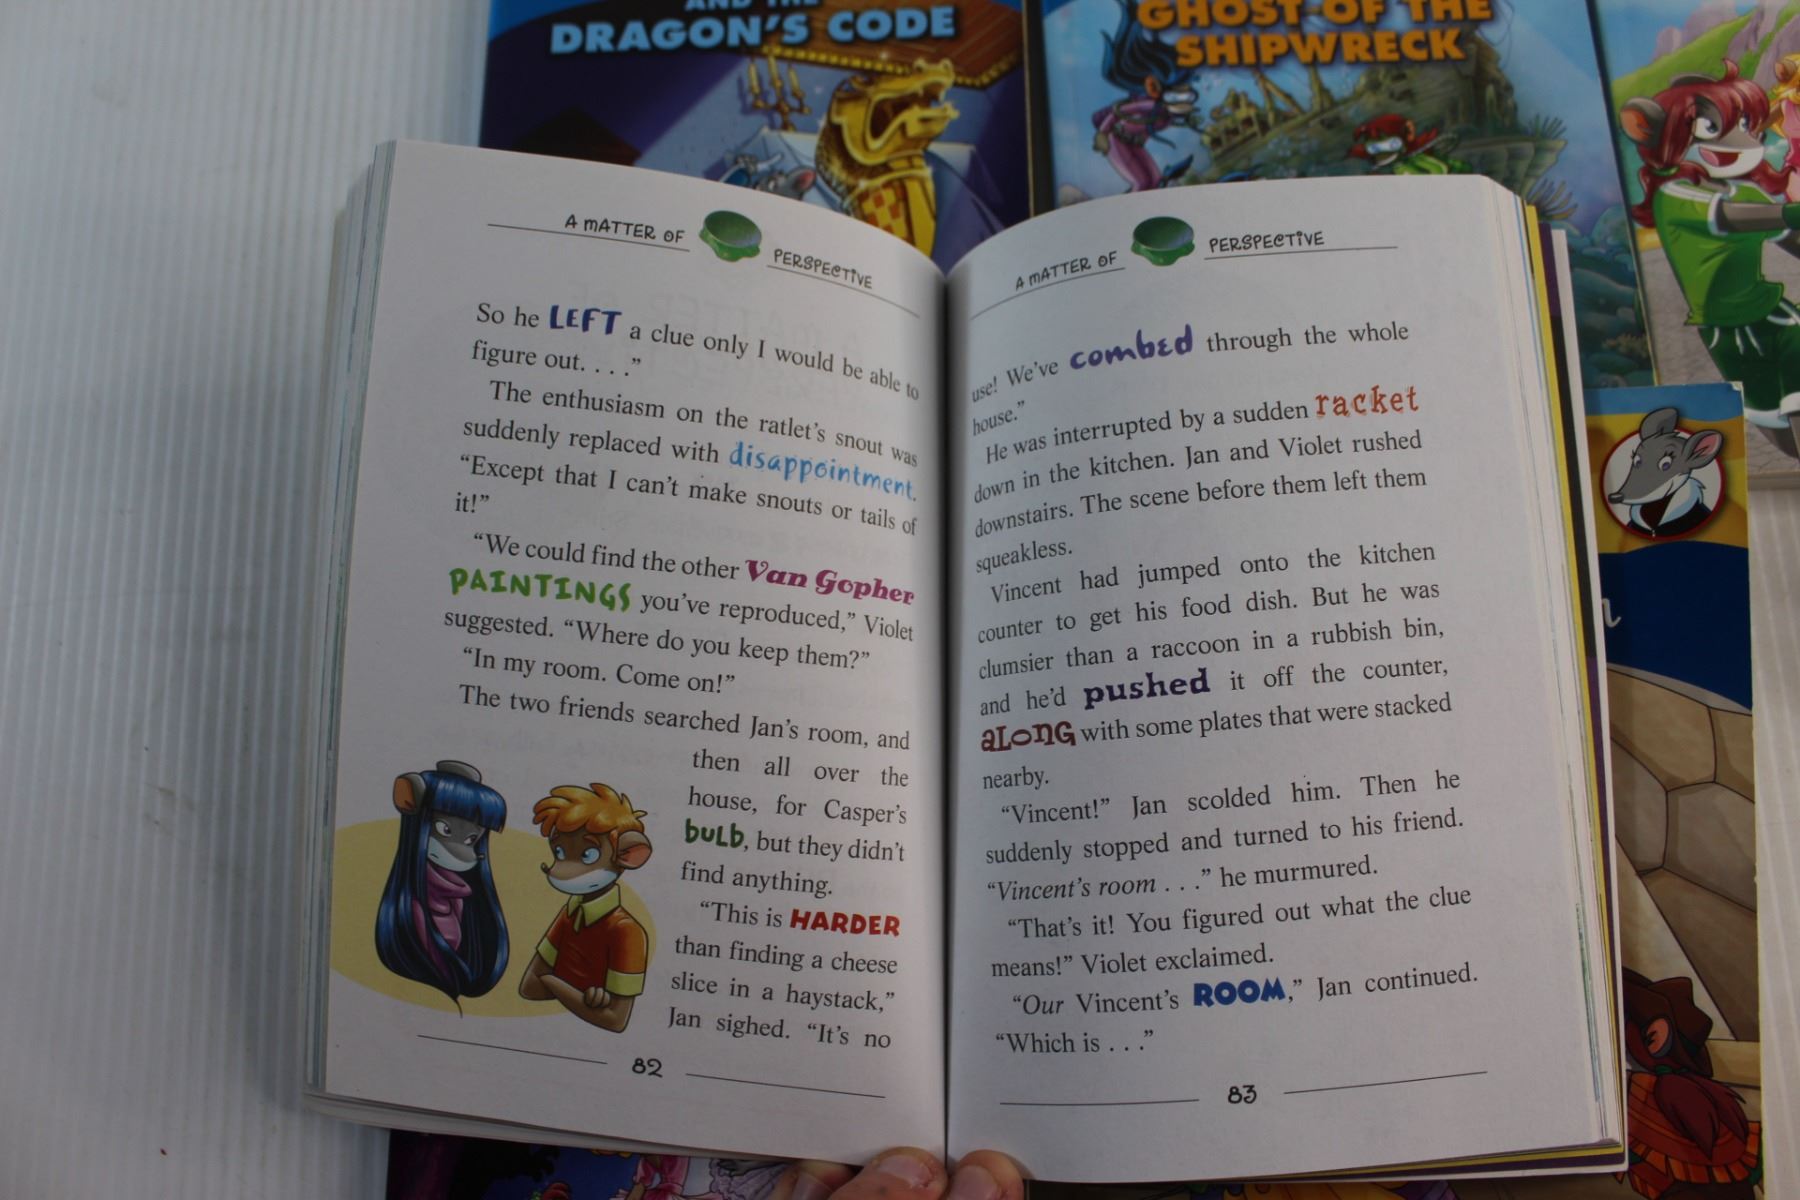 AND THE
DRAGON'S CODE
GHOST OF THE
SHIPWRECK
A MATTER OF PERSPECTIVE
So he LEFT a clue only I would be able to
figure out. . . .”
The enthusiasm on the ratlet’s snout was
suddenly replaced with disappointment.
“Except that I can’t make snouts or tails of
it!”
“We could find the other Van Gopher
PAINTINGS you’ve reproduced,” Violet
suggested. “Where do you keep them?”
“In my room. Come on!”
The two friends searched Jan’s room, and
then all over the
house, for Casper’s
bulb, but they didn’t
find anything.
“This is HARDER
than finding a cheese
slice in a haystack,”
Jan sighed. “It’s no
82
A MATTER OF PERSPECTIVE
use! We’ve combed through the whole
house.”
He was interrupted by a sudden racket
down in the kitchen. Jan and Violet rushed
downstairs. The scene before them left them
squeakless.
Vincent had jumped onto the kitchen
counter to get his food dish. But he was
clumsier than a raccoon in a rubbish bin,
and he’d pushed it off the counter,
aLonG with some plates that were stacked
nearby.
“Vincent!” Jan scolded him. Then he
suddenly stopped and turned to his friend.
“Vincent’s room . . .” he murmured.
“That’s it! You figured out what the clue
means!” Violet exclaimed.
“Our Vincent’s ROOM,” Jan continued.
“Which is . . .”
83